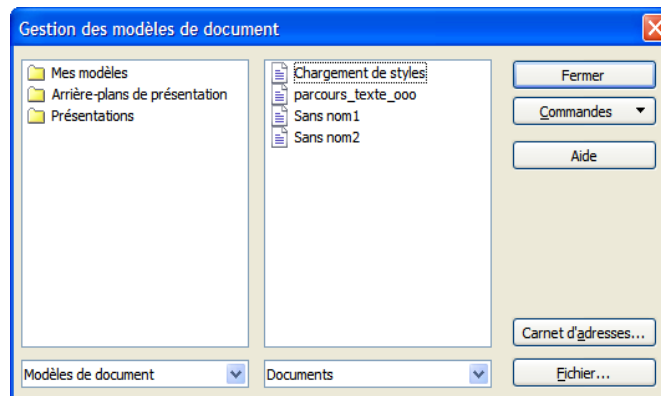 Gestion des modèles de document
Mes modèles
Arrière-plans de présentation
Présentations
Chargement de styles
parcours_texte_ooo
Sans nom1
Sans nom2
Fermer
Commandes
Aide
Carnet d'adresses...
Modèles de document
Documents
Fichier...